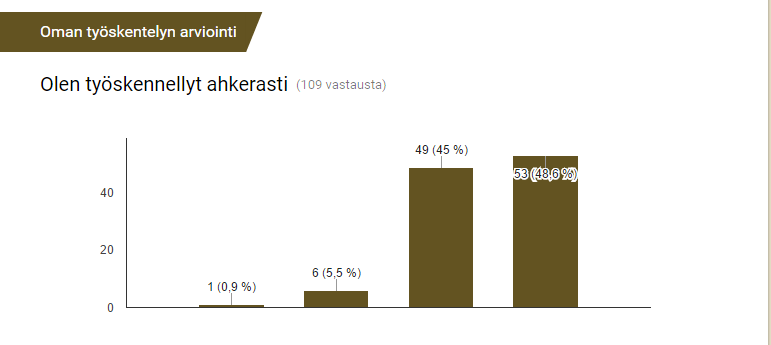 Oman työskentelyn arviointi
Olen työskennellyt ahkerasti (109 vastausta)
49 (45 %)
53 (48,6 %)
40
20
6 (5,5 %)
1 (0,9 %)
0